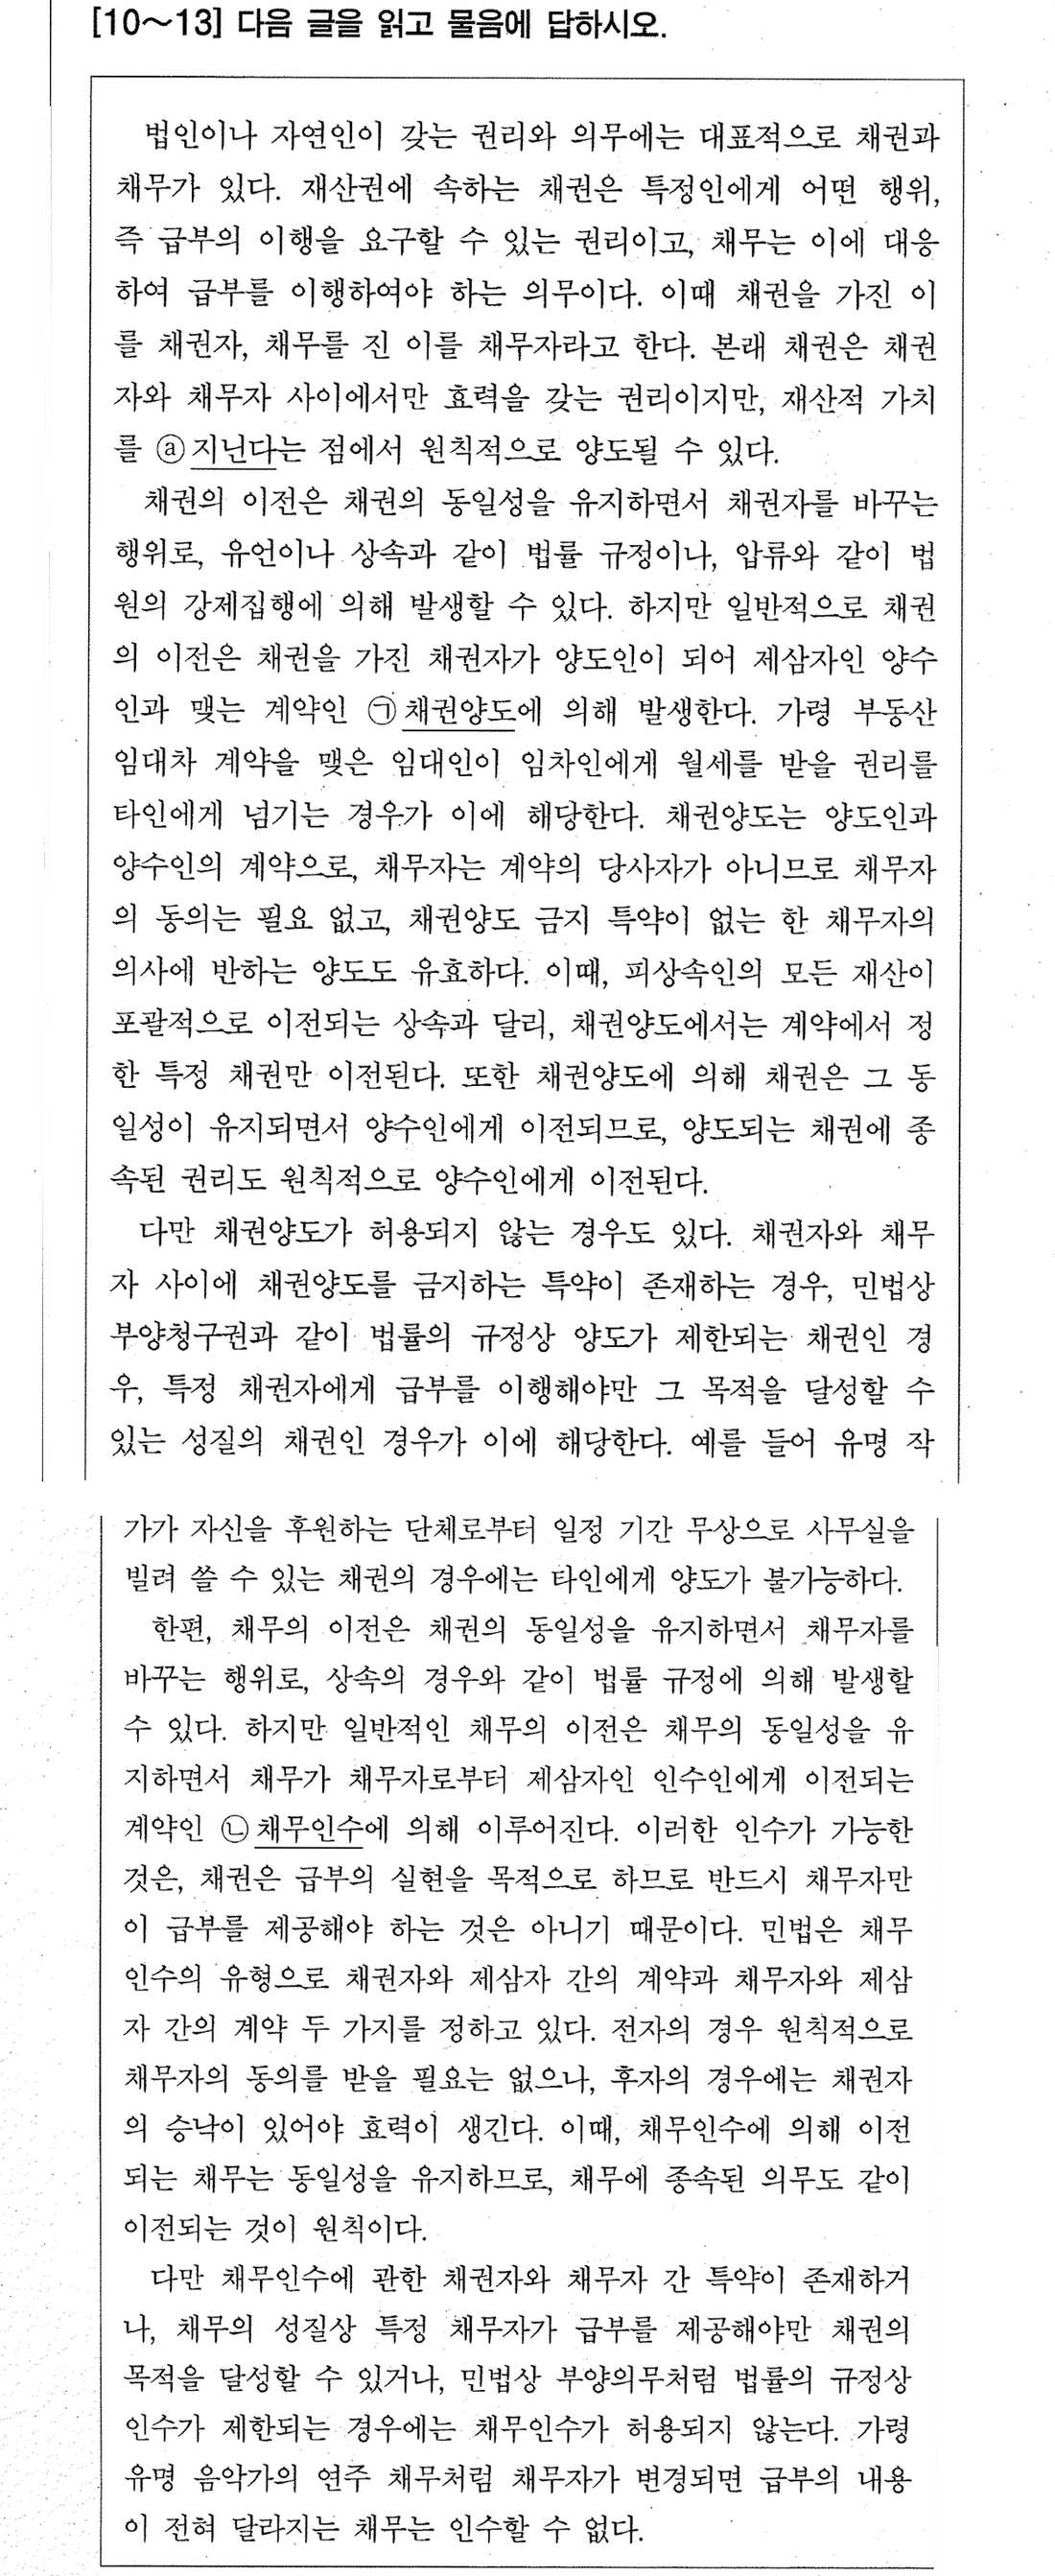 [10～13] 다음 글을 읽고 물음에 답하시오.
법인이나 자연인이 갖는 권리와 의무에는 대표적으로 채권과
채무가 있다. 재산권에 속하는 채권은 특정인에게 어떤 행위,
즉 급부의 이행을 요구할 수 있는 권리이고, 채무는 이에 대응
하여 급부를 이행하여야 하는 의무이다. 이때 채권을 가진 이
를 채권자, 채무를 진 이를 채무자라고 한다. 본래 채권은 채권
자와 채무자 사이에서만 효력을 갖는 권리이지만, 재산적 가치
를 ⓐ지닌다는 점에서 원칙적으로 양도될 수 있다.
채권의 이전은 채권의 동일성을 유지하면서 채권자를 바꾸는
행위로, 유언이나 상속과 같이 법률 규정이나, 압류와 같이 법
원의 강제집행에 의해 발생할 수 있다. 하지만 일반적으로 채권
의 이전은 채권을 가진 채권자가 양도인이 되어 제삼자인 양수
인과 맺는 계약인 ㉠채권양도에 의해 발생한다. 가령 부동산
임대차 계약을 맺은 임대인이 임차인에게 월세를 받을 권리를
타인에게 넘기는 경우가 이에 해당한다. 채권양도는 양도인과
양수인의 계약으로, 채무자는 계약의 당사자가 아니므로 채무자
의 동의는 필요 없고, 채권양도 금지 특약이 없는 한 채무자의
의사에 반하는 양도도 유효하다. 이때, 피상속인의 모든 재산이
포괄적으로 이전되는 상속과 달리, 채권양도에서는 계약에서 정
한 특정 채권만 이전된다. 또한 채권양도에 의해 채권은 그 동
일성이 유지되면서 양수인에게 이전되므로, 양도되는 채권에 종
속된 권리도 원칙적으로 양수인에게 이전된다.
다만 채권양도가 허용되지 않는 경우도 있다. 채권자와 채무
자 사이에 채권양도를 금지하는 특약이 존재하는 경우, 민법상
부양청구권과 같이 법률의 규정상 양도가 제한되는 채권인 경
우, 특정 채권자에게 급부를 이행해야만 그 목적을 달성할 수
있는 성질의 채권인 경우가 이에 해당한다. 예를 들어 유명 작
가가 자신을 후원하는 단체로부터 일정 기간 무상으로 사무실을
빌려 쓸 수 있는 채권의 경우에는 타인에게 양도가 불가능하다.
한편, 채무의 이전은 채권의 동일성을 유지하면서 채무자를
바꾸는 행위로, 상속의 경우와 같이 법률 규정에 의해 발생할
수 있다. 하지만 일반적인 채무의 이전은 채무의 동일성을 유
지하면서 채무가 채무자로부터 제삼자인 인수인에게 이전되는
계약인 ㉡채무인수에 의해 이루어진다. 이러한 인수가 가능한
것은, 채권은 급부의 실현을 목적으로 하므로 반드시 채무자만
이 급부를 제공해야 하는 것은 아니기 때문이다. 민법은 채무
인수의 유형으로 채권자와 제삼자 간의 계약과 채무자와 제삼
자 간의 계약 두 가지를 정하고 있다. 전자의 경우 원칙적으로
채무자의 동의를 받을 필요는 없으나, 후자의 경우에는 채권자
의 승낙이 있어야 효력이 생긴다. 이때, 채무인수에 의해 이전
되는 채무는 동일성을 유지하므로, 채무에 종속된 의무도 같이
이전되는 것이 원칙이다.
다만 채무인수에 관한 채권자와 채무자 간 특약이 존재하거
나, 채무의 성질상 특정 채무자가 급부를 제공해야만 채권의
목적을 달성할 수 있거나, 민법상 부양의무처럼 법률의 규정상
인수가 제한되는 경우에는 채무인수가 허용되지 않는다. 가령
유명 음악가의 연주 채무처럼 채무자가 변경되면 급부의 내용
이 전혀 달라지는 채무는 인수할 수 없다.